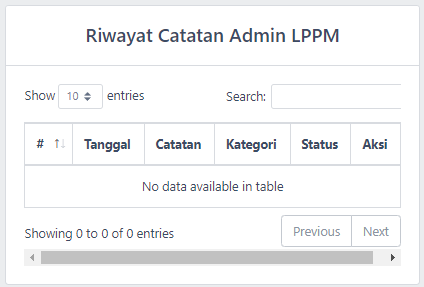 Riwayat Catatan Admin LPPM
Show 10 entries Search:
# Tanggal Catatan Kategori Status Aksi
No data available in table
Showing 0 to 0 of 0 entries Previous Next